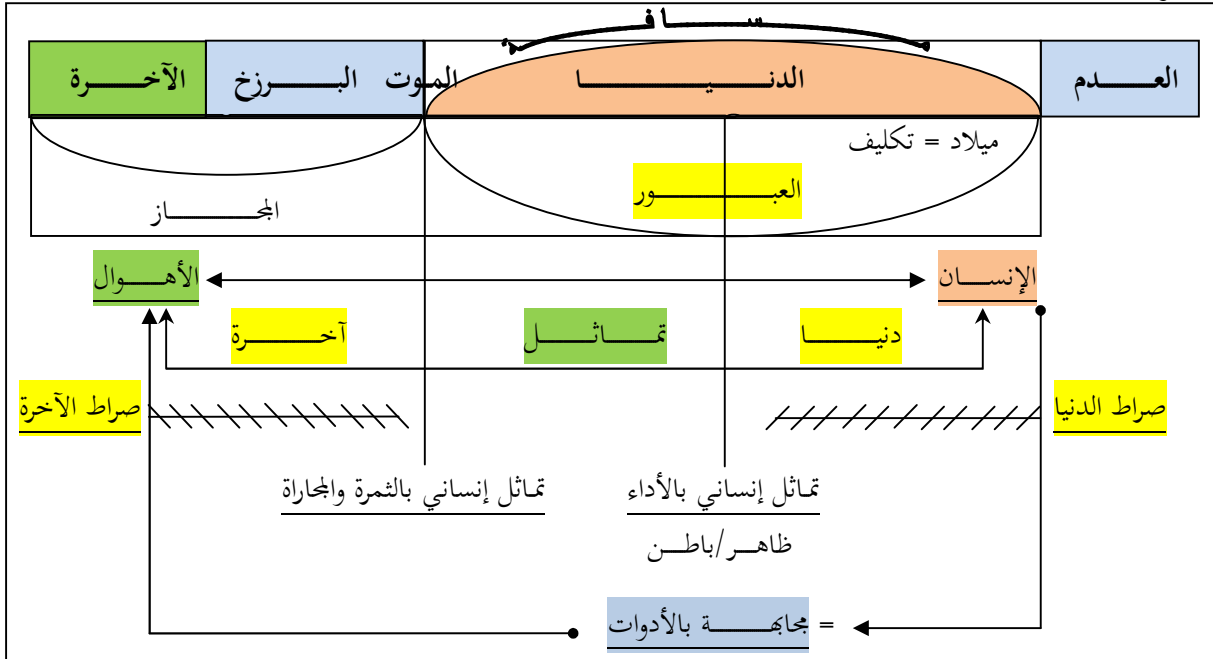 مسافة
العدم الدنيا الموت البرزخ الآخرة
ميلاد = تكليف
العبور
المجاز
الإنسان الأهوال
دنيا تماثل آخرة
صراط الدنيا صراط الآخرة
تماثل إنساني بالأداء تماثل إنساني بالثمرة والمجاراة
ظاهر/باطن
= مجابهة بالأدوات